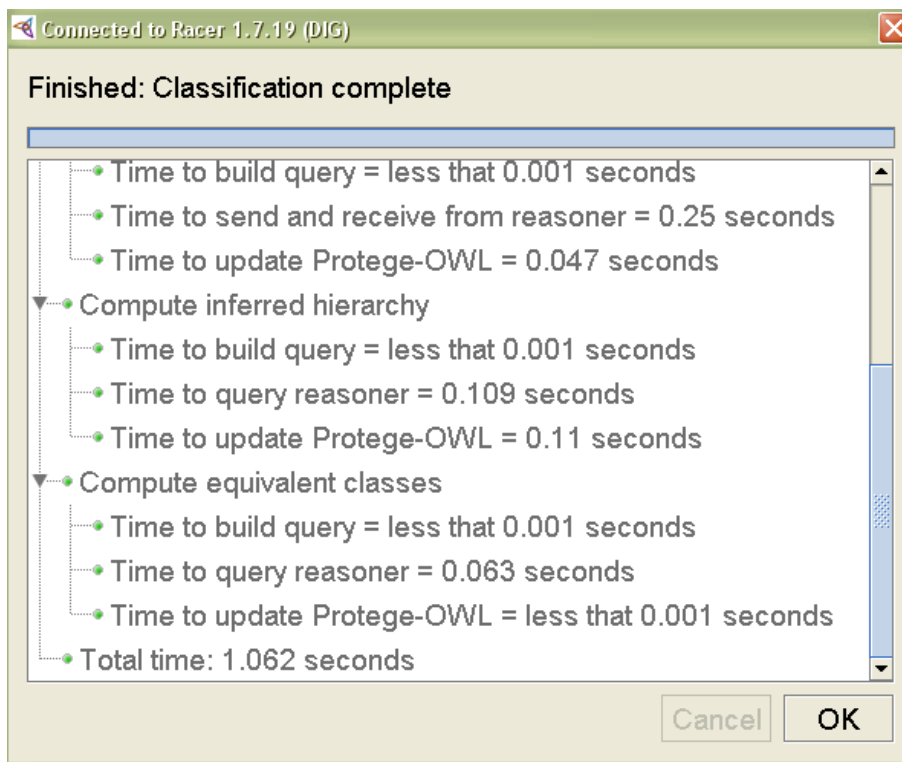 Connected to Racer 1.7.19 (DIG)
Finished: Classification complete
Time to build query = less that 0.001 seconds
Time to send and receive from reasoner = 0.25 seconds
Time to update Protege-OWL = 0.047 seconds
Compute inferred hierarchy
Time to build query = less that 0.001 seconds
Time to query reasoner = 0.109 seconds
Time to update Protege-OWL = 0.11 seconds
Compute equivalent classes
Time to build query = less that 0.001 seconds
Time to query reasoner = 0.063 seconds
Time to update Protege-OWL = less that 0.001 seconds
Total time: 1.062 seconds
Cancel OK